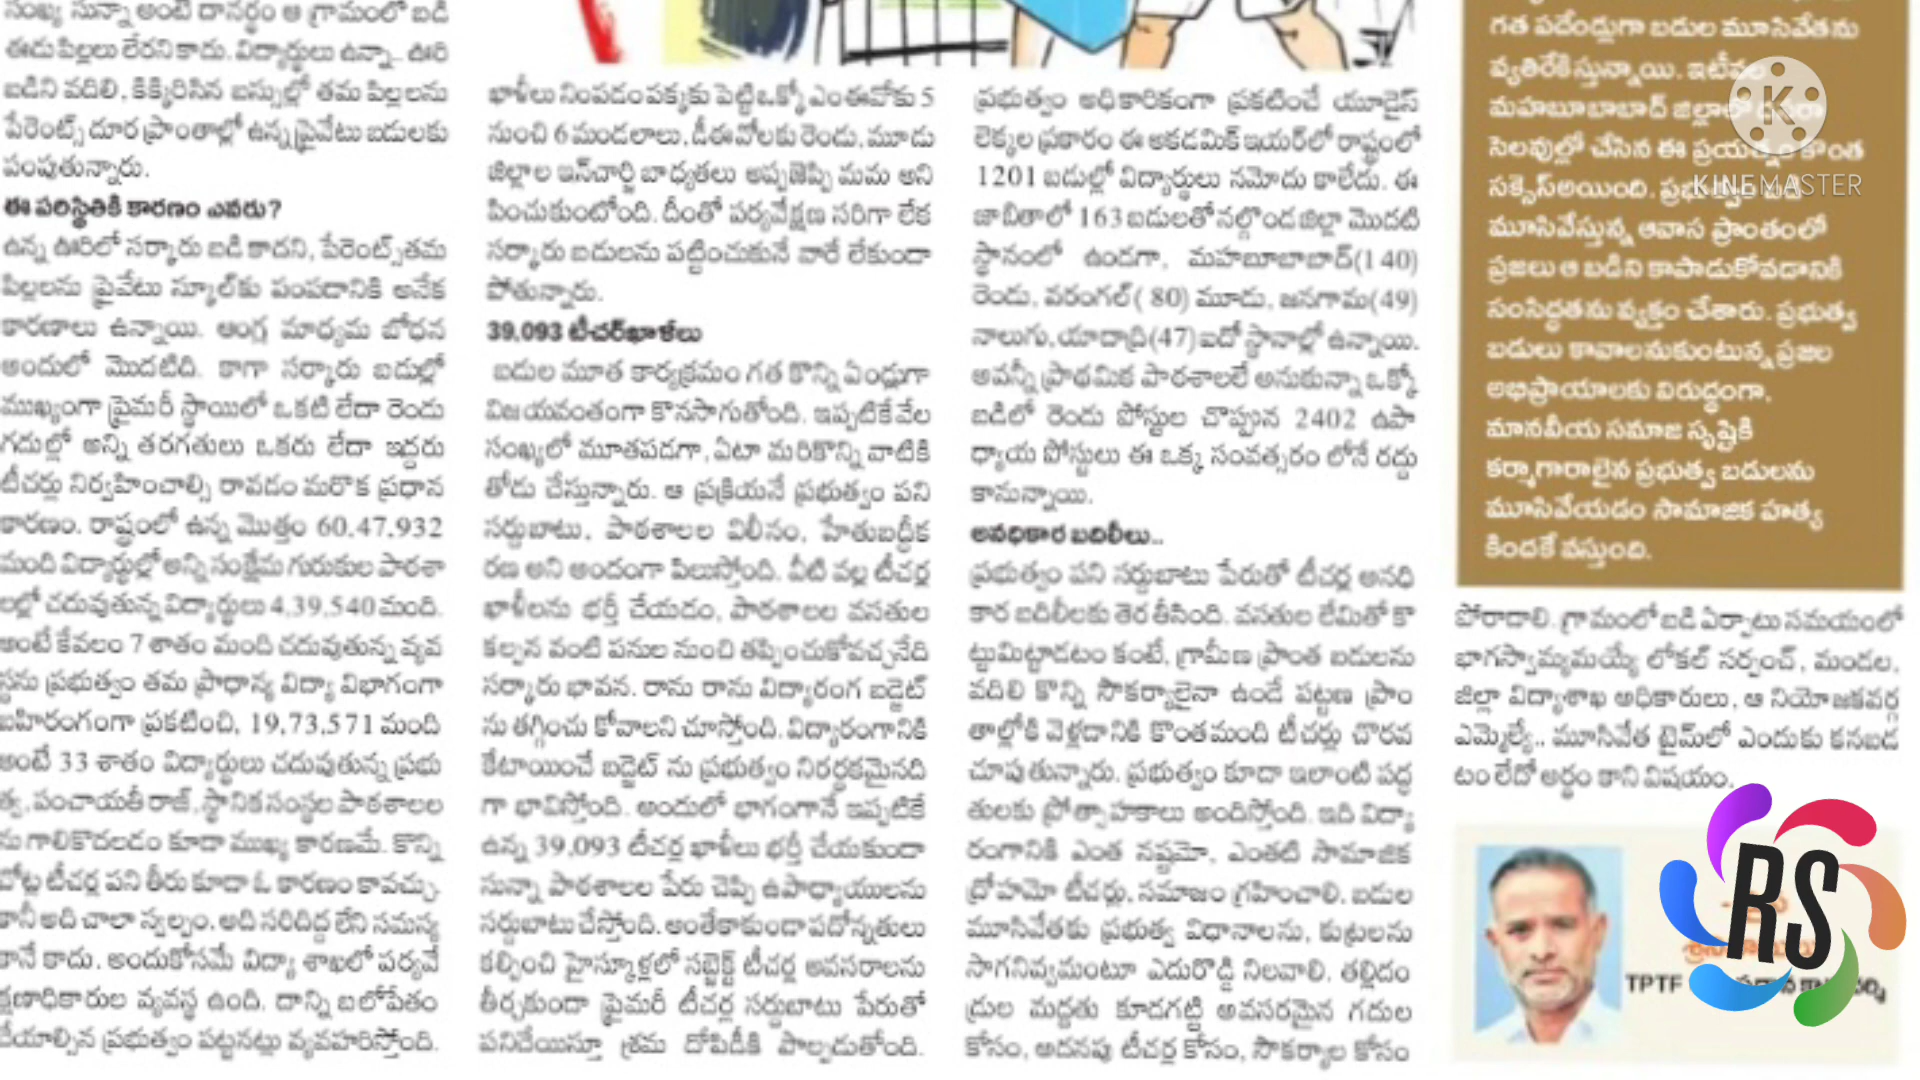 సంఖ్య సున్నా అంటే దానర్థం ఆ గ్రామంలో బడి
ఈడు పిల్లలు లేరని కాదు. విద్యార్థులు ఉన్నా.. ఊరి
బడిని వదిలి, కిక్కిరిసిన బస్సుల్లో తమ పిల్లలను
పేరెంట్స్ దూర ప్రాంతాల్లో ఉన్న ప్రైవేటు బడులకు
పంపుతున్నారు.
ఈ పరిస్థితికి కారణం ఎవరు?
ఉన్న ఊరిలో సర్కారు బడి కాదని, పేరెంట్స్ తమ
పిల్లలను ప్రైవేటు స్కూల్‌కు పంపడానికి అనేక
కారణాలు ఉన్నాయి. ఆంగ్ల మాధ్యమ బోధన
అందులో మొదటిది. కాగా సర్కారు బడుల్లో
ముఖ్యంగా ప్రైమరీ స్థాయిలో ఒకటి లేదా రెండు
గదుల్లో అన్ని తరగతులు ఒకరు లేదా ఇద్దరు
టీచర్లు నిర్వహించాల్సి రావడం మరొక ప్రధాన
కారణం. రాష్ట్రంలో ఉన్న మొత్తం 60,47,932
మంది విద్యార్థుల్లో అన్ని సంక్షేమ గురుకుల పాఠశా
లల్లో చదువుతున్న విద్యార్థులు 4,39,540 మంది.
అంటే కేవలం 7 శాతం మంది చదువుతున్న వ్యవ
స్థను ప్రభుత్వం తమ ప్రాధాన్య విద్యా విభాగంగా
బహిరంగంగా ప్రకటించి, 19,73,571 మంది
అంటే 33 శాతం విద్యార్థులు చదువుతున్న ప్రభు
త్వ, పంచాయతీ రాజ్, స్థానిక సంస్థల పాఠశాలల
ను గాలికొదలడం కూడా ముఖ్య కారణమే. కొన్ని
చోట్ల టీచర్ల పని తీరు కూడా ఓ కారణం కావచ్చు.
కానీ అది చాలా స్వల్పం. అది సరిదిద్ద లేని సమస్య
కానే కాదు. అందుకోసమే విద్యా శాఖలో పర్యవే
క్షణాధికారుల వ్యవస్థ ఉంది. దాన్ని బలోపేతం
చేయాల్సిన ప్రభుత్వం పట్టనట్లు వ్యవహరిస్తోంది.
ఖాళీలు నింపడం పక్కకు పెట్టి ఒక్కో ఎంఈవోకు 5
నుంచి 6 మండలాలు, డీఈవోలకు రెండు, మూడు
జిల్లాల ఇన్‌చార్జి బాధ్యతలు అప్పజెప్పి మమ అని
పించుకుంటోంది. దీంతో పర్యవేక్షణ సరిగా లేక
సర్కారు బడులను పట్టించుకునే వారే లేకుండా
పోతున్నారు.
39,093 టీచర్ ఖాళీలు
బడుల మూత కార్యక్రమం గత కొన్ని ఏండ్లుగా
విజయవంతంగా కొనసాగుతోంది. ఇప్పటికే వేల
సంఖ్యలో మూతపడగా, ఏటా మరికొన్ని వాటికి
తోడు చేస్తున్నారు. ఆ ప్రక్రియనే ప్రభుత్వం పని
సర్దుబాటు, పాఠశాలల విలీనం, హేతుబద్ధీక
రణ అని అందంగా పిలుస్తోంది. వీటి వల్ల టీచర్ల
ఖాళీలను భర్తీ చేయడం, పాఠశాలల వసతుల
కల్పన వంటి పనుల నుంచి తప్పించుకోవచ్చనేది
సర్కారు భావన. రాను రాను విద్యారంగ బడ్జెట్
ను తగ్గించు కోవాలని చూస్తోంది. విద్యారంగానికి
కేటాయించే బడ్జెట్ ను ప్రభుత్వం నిరర్థకమైనది
గా భావిస్తోంది. అందులో భాగంగానే ఇప్పటికే
ఉన్న 39,093 టీచర్ల ఖాళీలు భర్తీ చేయకుండా
సున్నా పాఠశాలల పేరు చెప్పి ఉపాధ్యాయులను
సర్దుబాటు చేస్తోంది. అంతేకాకుండా పదోన్నతులు
కల్పించి హైస్కూళ్లలో సబ్జెక్ట్ టీచర్ల అవసరాలను
తీర్చకుండా ప్రైమరీ టీచర్ల సర్దుబాటు పేరుతో
పనిచేయిస్తూ శ్రమ దోపిడీకి పాల్పడుతోంది.
ప్రభుత్వం అధికారికంగా ప్రకటించే యూడైస్
లెక్కల ప్రకారం ఈ అకడమిక్ ఇయర్‌లో రాష్ట్రంలో
1201 బడుల్లో విద్యార్థులు నమోదు కాలేదు. ఈ
జాబితాలో 163 బడులతో నల్గొండ జిల్లా మొదటి
స్థానంలో ఉండగా, మహబూబాబాద్(140)
రెండు, వరంగల్( 80) మూడు, జనగామ(49)
నాలుగు, యాదాద్రి(47) ఐదో స్థానాల్లో ఉన్నాయి.
అవన్నీ ప్రాథమిక పాఠశాలలే అనుకున్నా ఒక్కో
బడిలో రెండు పోస్టుల చొప్పున 2402 ఉపా
ధ్యాయ పోస్టులు ఈ ఒక్క సంవత్సరం లోనే రద్దు
కానున్నాయి.
అనధికార బదిలీలు..
ప్రభుత్వం పని సర్దుబాటు పేరుతో టీచర్ల అనధి
కార బదిలీలకు తెర తీసింది. వసతుల లేమితో కొ
ట్టుమిట్టాడటం కంటే, గ్రామీణ ప్రాంత బడులను
వదిలి కొన్ని సౌకర్యాలైనా ఉండే పట్టణ ప్రాం
తాల్లోకి వెళ్లడానికి కొంతమంది టీచర్లు చొరవ
చూపుతున్నారు. ప్రభుత్వం కూడా ఇలాంటి పద్ధ
తులకు ప్రోత్సాహకాలు అందిస్తోంది. ఇది విద్యా
రంగానికి ఎంత నష్టమో, ఎంతటి సామాజిక
ద్రోహమో టీచర్లు, సమాజం గ్రహించాలి. బడుల
మూసివేతకు ప్రభుత్వ విధానాలను, కుట్రలను
సాగనివ్వమంటూ ఎదురొడ్డి నిలవాలి. తల్లిదం
డ్రుల మద్దతు కూడగట్టి అవసరమైన గదుల
కోసం, అదనపు టీచర్ల కోసం, సౌకర్యాల కోసం
గత పదేండ్లుగా బడుల మూసివేతను
వ్యతిరేకిస్తున్నాయి. ఇటీవల
మహబూబాబాద్ జిల్లాలో దసరా
సెలవుల్లో చేసిన ఈ ప్రయత్నం కొంత
సక్సెస్ అయింది.
మూసివేస్తున్న ఆవాస ప్రాంతంలో
ప్రజలు ఆ బడిని కాపాడుకోవడానికి
సంసిద్ధతను వ్యక్తం చేశారు. ప్రభుత్వ
బడులు కావాలనుకుంటున్న ప్రజల
అభిప్రాయాలకు విరుద్ధంగా,
మానవీయ సమాజ సృష్టికి
కర్మాగారాలైన ప్రభుత్వ బడులను
మూసివేయడం సామాజిక హత్య
కిందకే వస్తుంది.
K
KINEMASTER
పోరాడాలి. గ్రామంలో బడి ఏర్పాటు సమయంలో
భాగస్వామ్యమయ్యే లోకల్ సర్పంచ్, మండల,
జిల్లా విద్యాశాఖ అధికారులు, ఆ నియోజకవర్గ
ఎమ్మెల్యే.. మూసివేత టైమ్‌లో ఎందుకు కనబడ
టం లేదో అర్థం కాని విషయం.
RS
TPTF